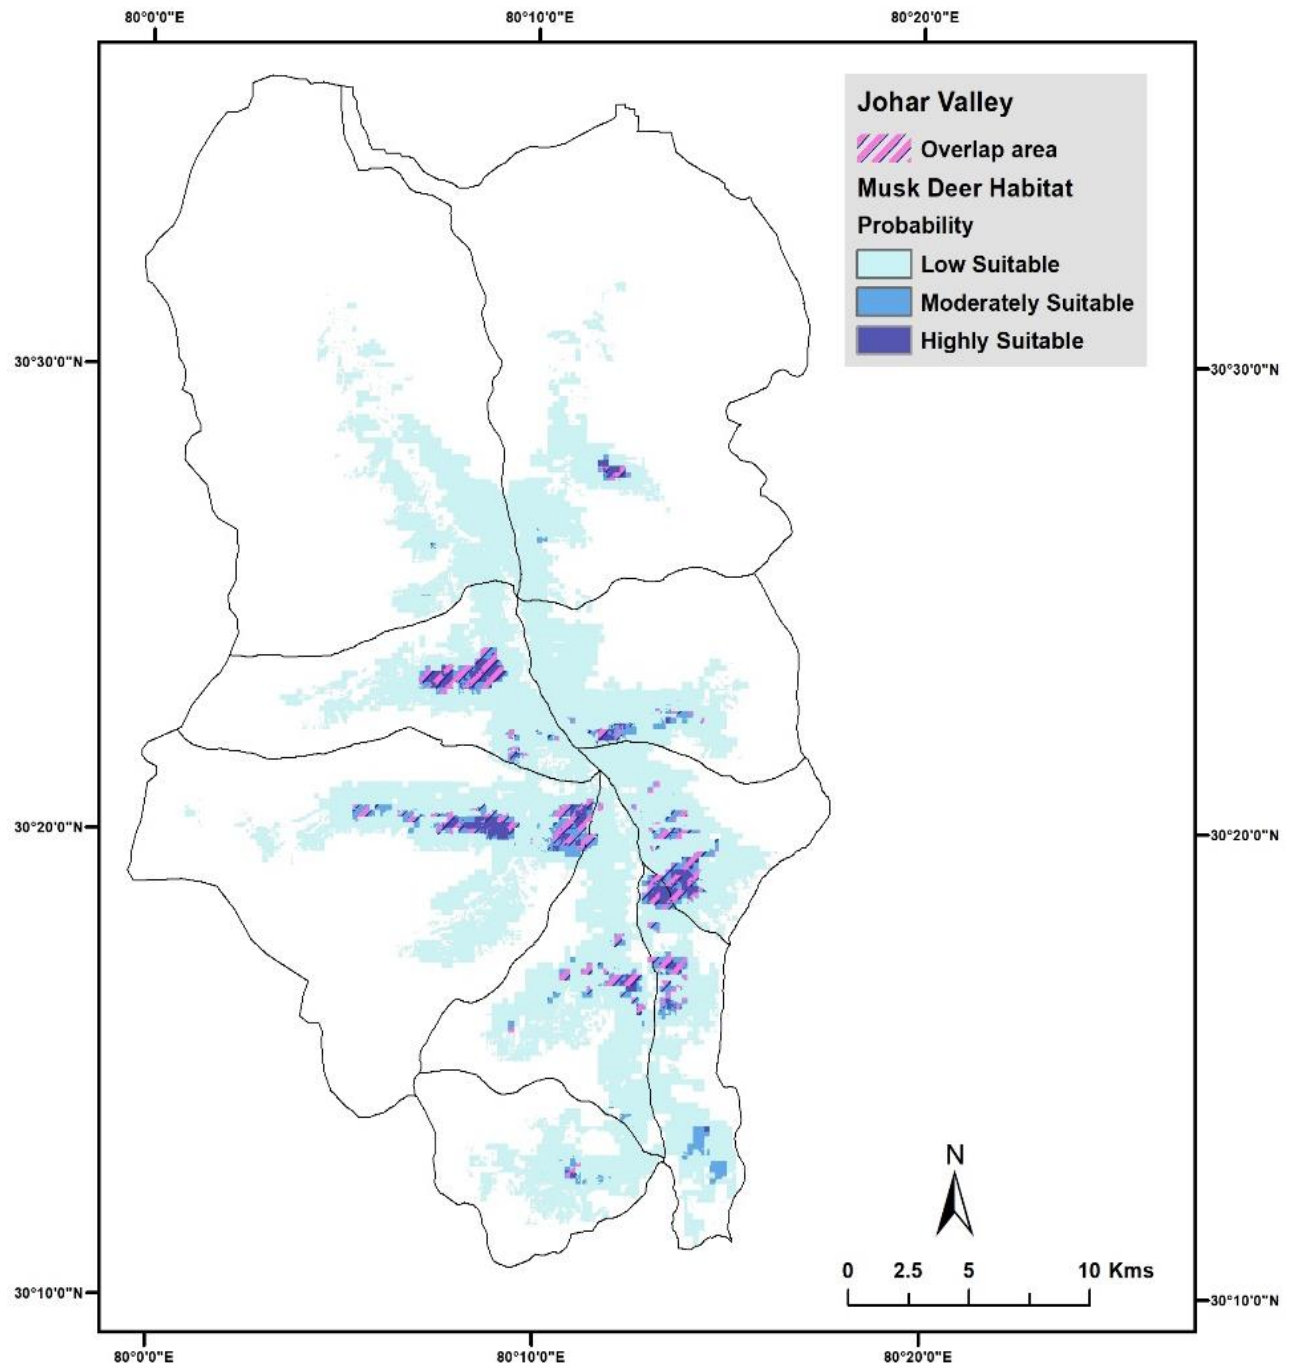 80°0'0"E 80°10'0"E 80°20'0"E
Johar Valley
Overlap area
Musk Deer Habitat
Probability
Low Suitable
Moderately Suitable
Highly Suitable
30°30'0"N 30°30'0"N
30°20'0"N 30°20'0"N
N
0 2.5 5 10 Kms
30°10'0"N 30°10'0"N
80°0'0"E 80°10'0"E 80°20'0"E